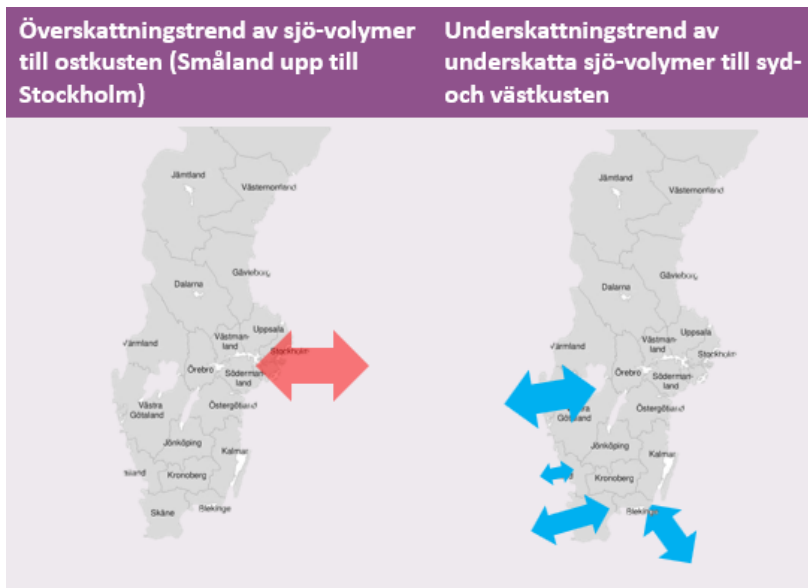 Överskattningstrend av sjö-volymer
till ostkusten (Småland upp till
Stockholm)
Underskattningstrend av
underskatta sjö-volymer till syd-
och västkusten
Jämtland
Västernorrland
Gävleborg
Dalarna
Uppsala
Västman-
land
Värmland
Stockholm
Örebro
Söderman-
land
Västra
Götaland
Östergötland
Jönköping
Kalmar
Kronoberg
Blekinge
Skåne
Jämtland
Västernorrland
Gävleborg
Dalarna
Uppsala
Västman-
land
Värmland
Stockholm
Örebro
Söderman-
land
Östergötland
Jönköping
Kalmar
Kronoberg
Blekinge